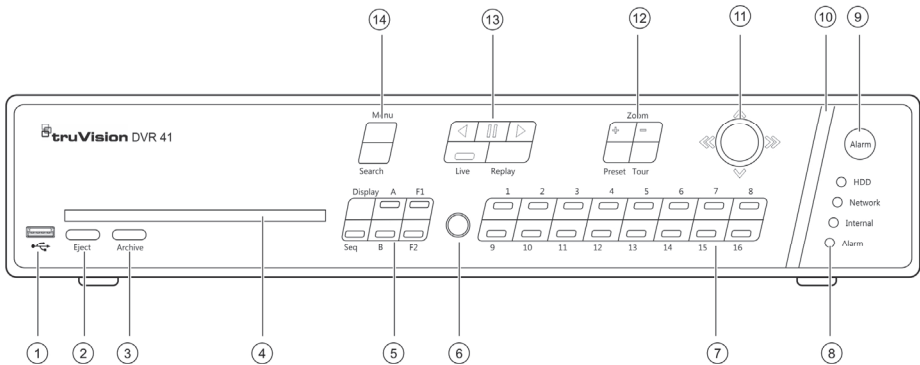 14 13 12 11 10 9
Menu
Zoom
truVision DVR 41
+ -
Alarm
Search
Live Replay
Preset Tour
HDD
Display A F1
1 2 3 4 5 6 7 8
Network
Internal
Eject Archive
Seq B F2
9 10 11 12 13 14 15 16
Alarm
1 2 3 4 5 6 7 8